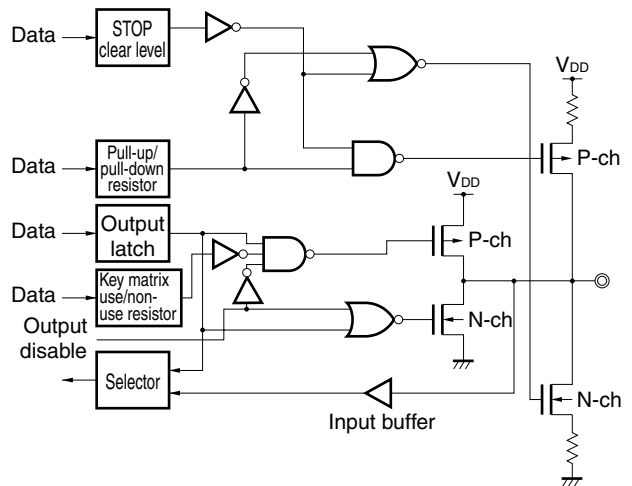 Data
STOP
clear level
VDD
Data
Pull-up/
pull-down
resistor
P-ch
VDD
Data
Output
latch
P-ch
Data
Key matrix
use/non-
use resistor
Output
disable
N-ch
Selector
Input buffer
N-ch